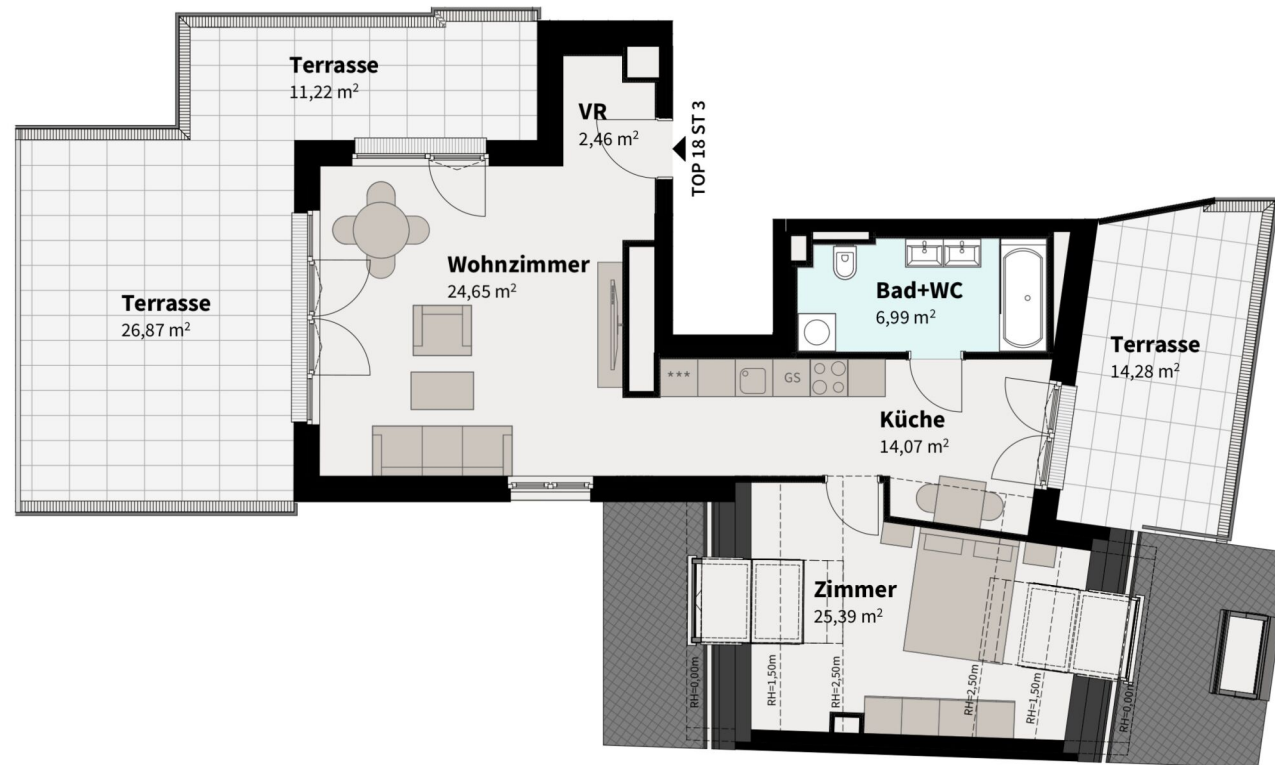 Terrasse
11,22 m²
VR
2,46 m²
TOP 18 ST 3
Wohnzimmer
24,65 m²
Terrasse
26,87 m²
Bad+WC
6,99 m²
Terrasse
14,28 m²
***
GS
Küche
14,07 m²
Zimmer
25,39 m²
RH=0,00m
RH=1,50m
RH=2,50m
RH=2,50m
RH=1,50m
RH=0,00m